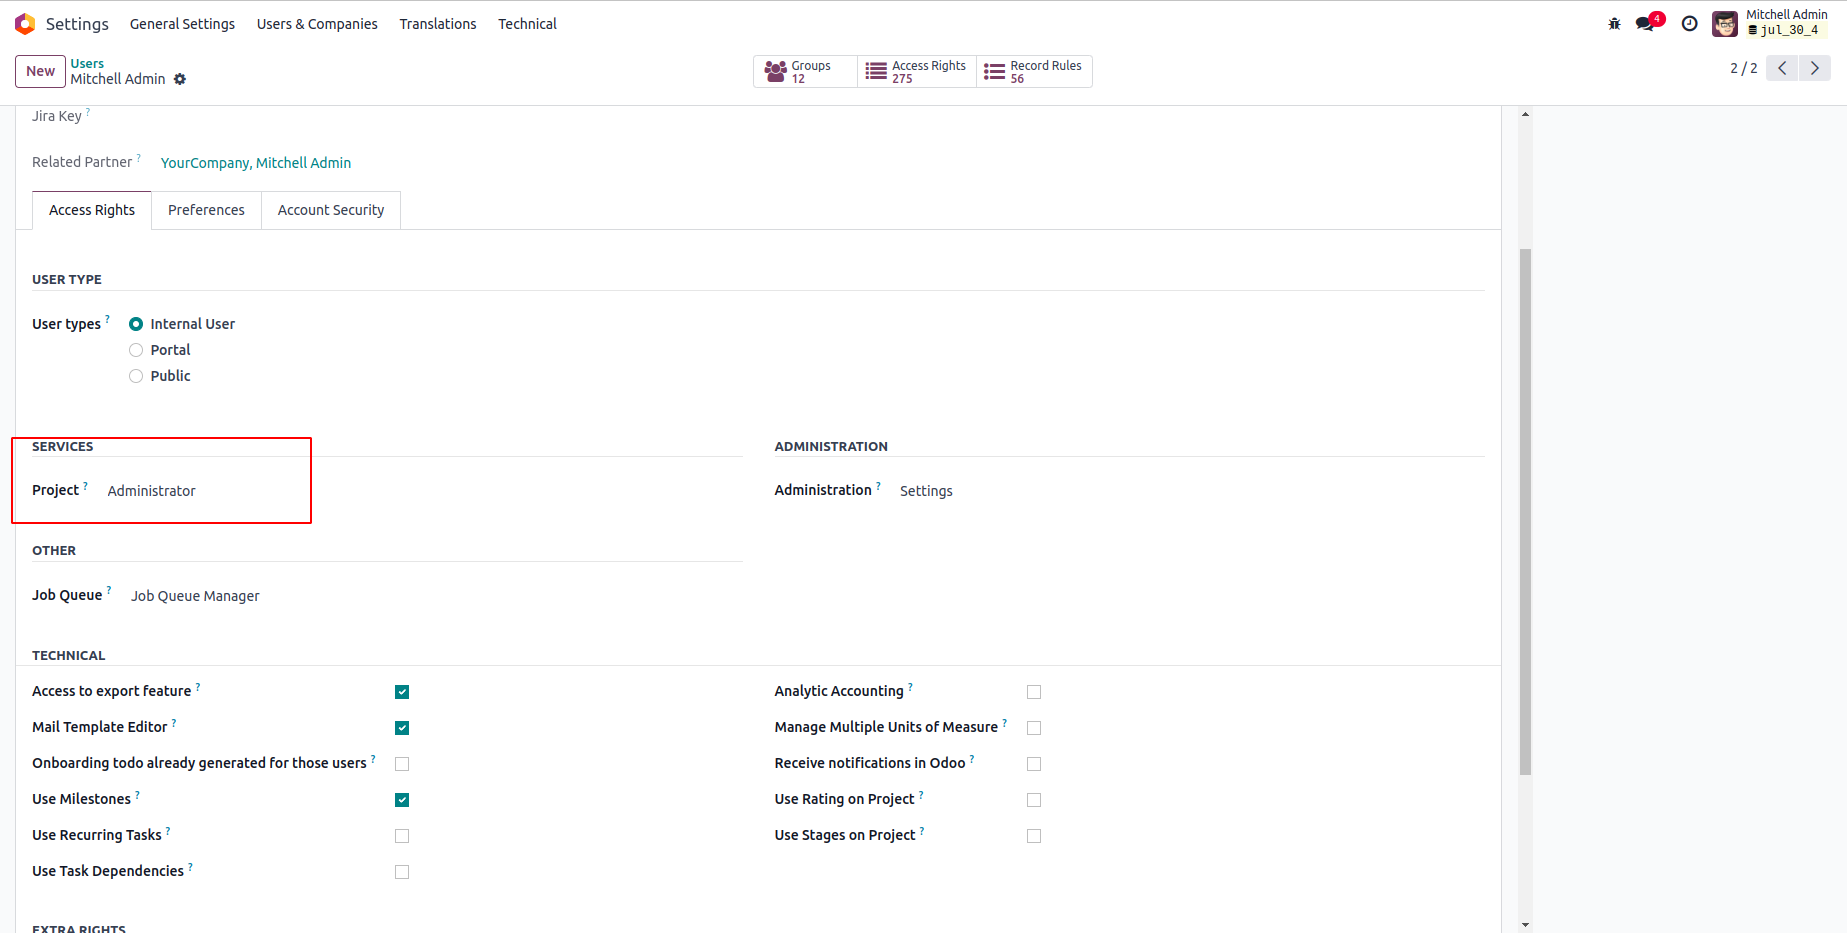 Settings General Settings Users & Companies Translations Technical 4 Mitchell Admin
jul_30_4
New Users
Mitchell Admin
Groups
12
Access Rights
275
Record Rules
56
2 / 2
Jira Key ?
Related Partner ? YourCompany, Mitchell Admin
Access Rights Preferences Account Security
USER TYPE
User types ? Internal User
Portal
Public
SERVICES
Project ? Administrator
ADMINISTRATION
Administration ? Settings
OTHER
Job Queue ? Job Queue Manager
TECHNICAL
Access to export feature ? Analytic Accounting ?
Mail Template Editor ? Manage Multiple Units of Measure ?
Onboarding todo already generated for those users ? Receive notifications in Odoo ?
Use Milestones ? Use Rating on Project ?
Use Recurring Tasks ? Use Stages on Project ?
Use Task Dependencies ?
EXTRA RIGHTS